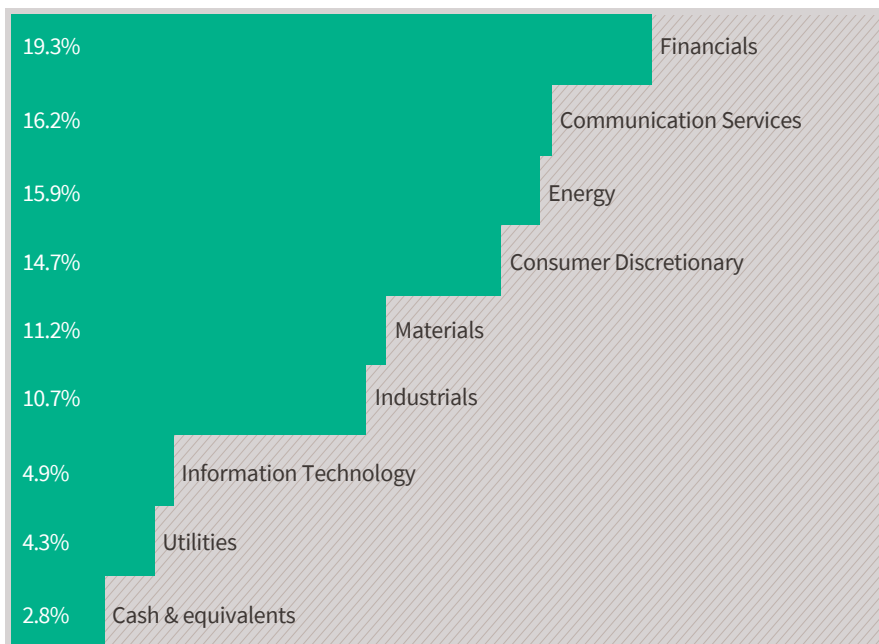 19.3% Financials
16.2% Communication Services
15.9% Energy
14.7% Consumer Discretionary
11.2% Materials
10.7% Industrials
4.9% Information Technology
4.3% Utilities
2.8% Cash & equivalents